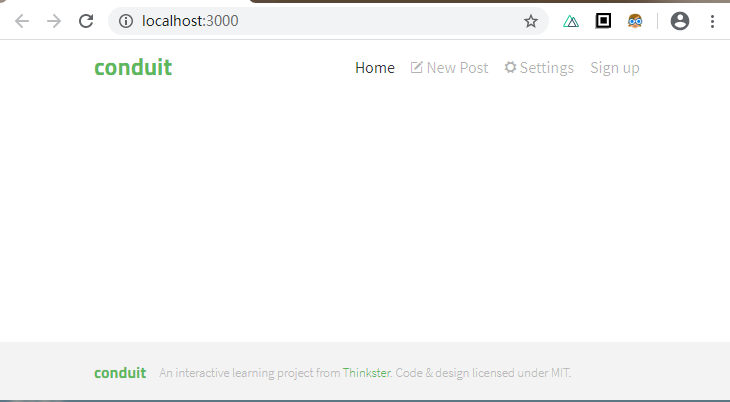 localhost:3000
conduit Home New Post Settings Sign up
conduit An interactive learning project from Thinkster. Code & design licensed under MIT.